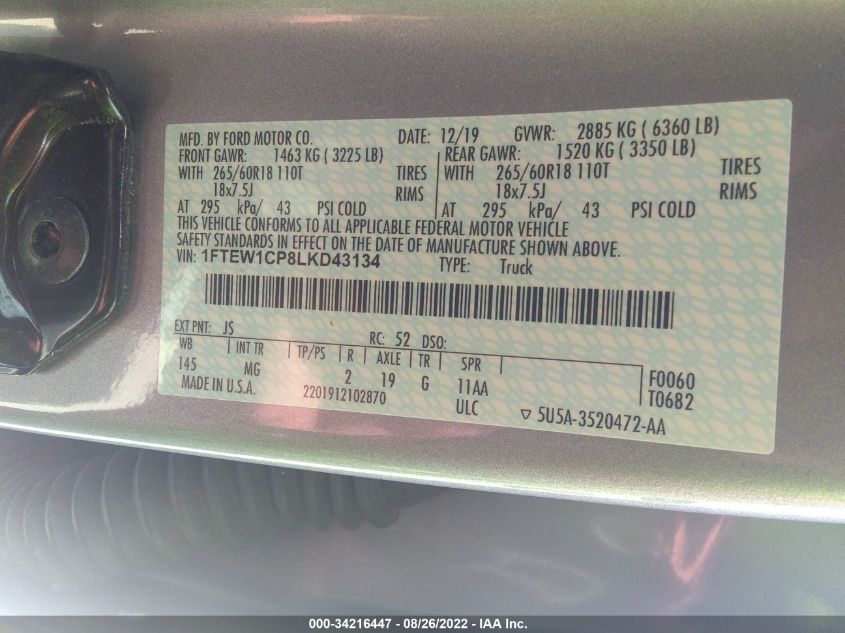 MFD. BY FORD MOTOR CO. DATE: 12/19 GVWR: 2885 KG ( 6360 LB)
FRONT GAWR: 1463 KG ( 3225 LB) REAR GAWR: 1520 KG ( 3350 LB)
WITH 265/60R18 110T TIRES WITH 265/60R18 110T TIRES
18x7.5J RIMS 18x7.5J RIMS
AT 295 kPa/ 43 PSI COLD AT 295 kPa/ 43 PSI COLD
THIS VEHICLE CONFORMS TO ALL APPLICABLE FEDERAL MOTOR VEHICLE
SAFETY STANDARDS IN EFFECT ON THE DATE OF MANUFACTURE SHOWN ABOVE.
VIN: 1FTEW1CP8LKD43134 TYPE: Truck
EXT PNT: JS RC: 52 DSO:
WB INT TR TP/PS R AXLE TR SPR
145 MG 2 19 G 11AA F0060
MADE IN U.S.A. 2201912102870 ULC T0682
▽ 5U5A-3520472-AA
000-34216447 - 08/26/2022 - IAA Inc.